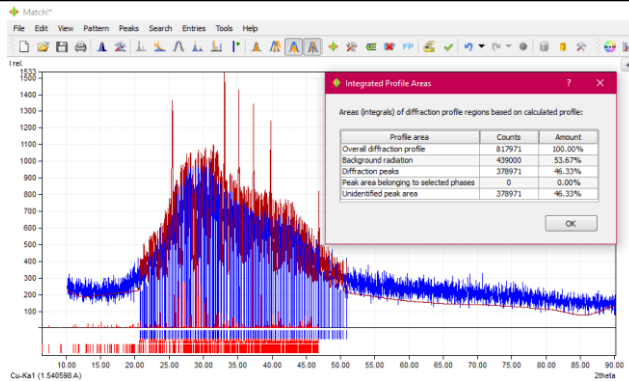 Match!*
File Edit View Pattern Peaks Search Entries Tools Help
FP
I rel.
1533
1500
1400
1300
1200
1100
1000
900
800
700
600
500
400
300
200
100
Integrated Profile Areas ? ×
Areas (integrals) of diffraction profile regions based on calculated profile:
Profile area Counts Amount
Overall diffraction profile 817971 100.00%
Background radiation 439000 53.67%
Diffraction peaks 378971 46.33%
Peak area belonging to selected phases 0 0.00%
Unidentified peak area 378971 46.33%
OK
10.00 15.00 20.00 25.00 30.00 35.00 40.00 45.00 50.00 55.00 60.00 65.00 70.00 75.00 80.00 85.00 90.00
Cu-Ka1 (1.540598 A) 2theta